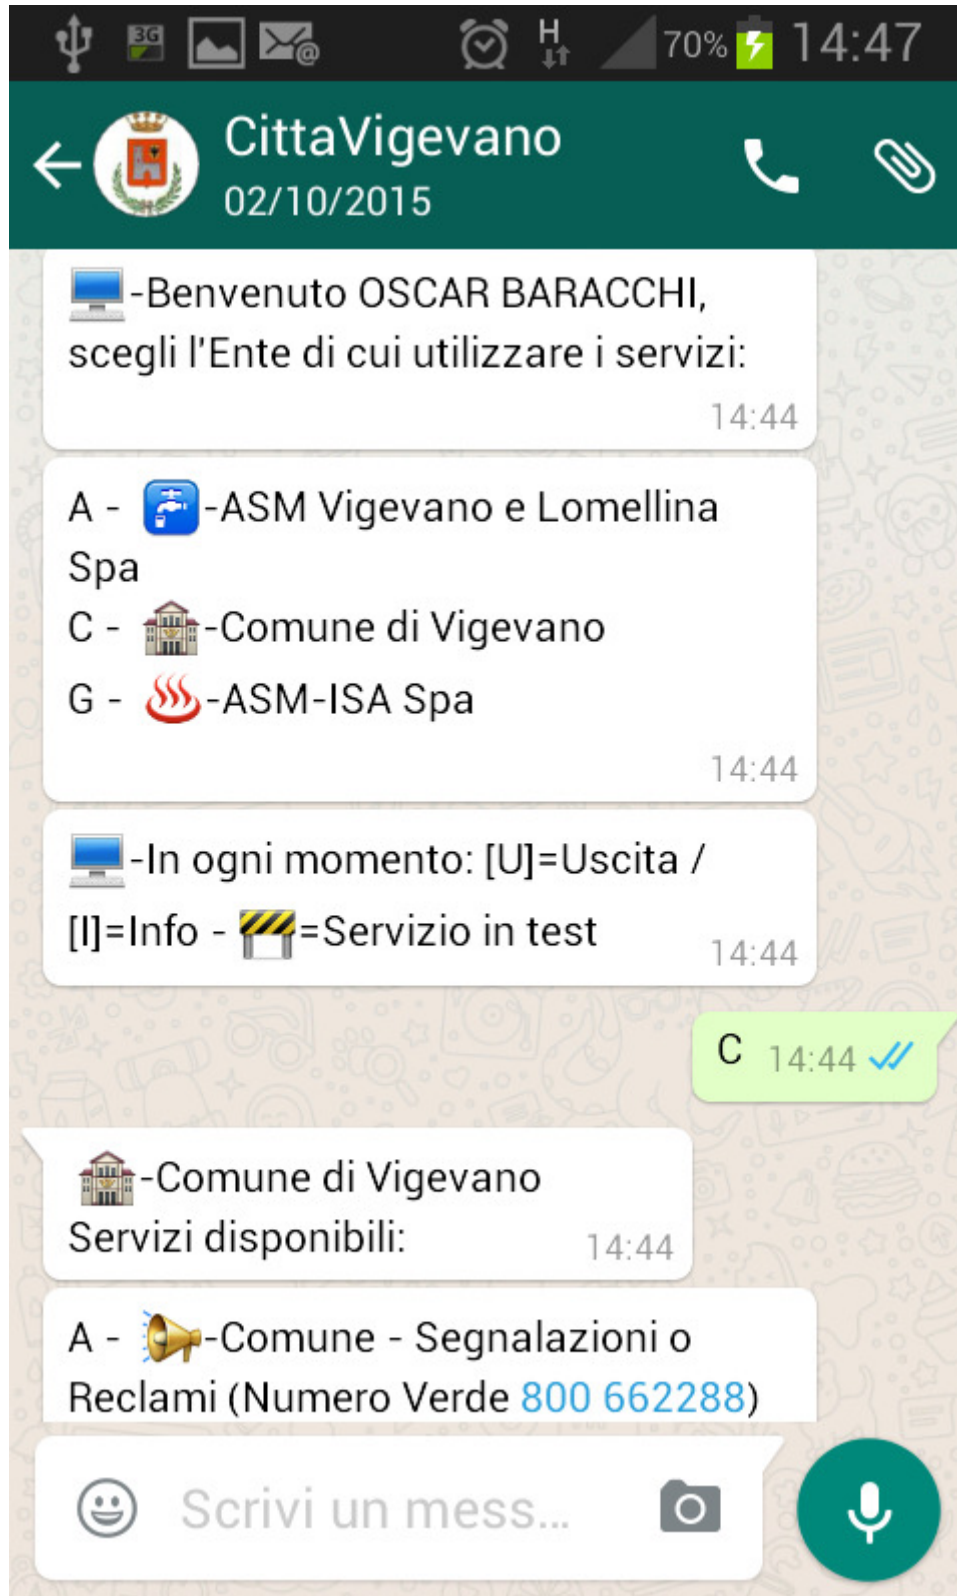 3G
H
70%
14:47
CittaVigevano
02/10/2015
-Benvenuto OSCAR BARACCHI,
scegli l'Ente di cui utilizzare i servizi:
14:44
A - -ASM Vigevano e Lomellina
Spa
C - -Comune di Vigevano
G - -ASM-ISA Spa
14:44
-In ogni momento: [U]=Uscita /
[I]=Info - =Servizio in test
14:44
C 14:44
-Comune di Vigevano
Servizi disponibili:
14:44
A - -Comune - Segnalazioni o
Reclami (Numero Verde 800 662288)
Scrivi un mess...